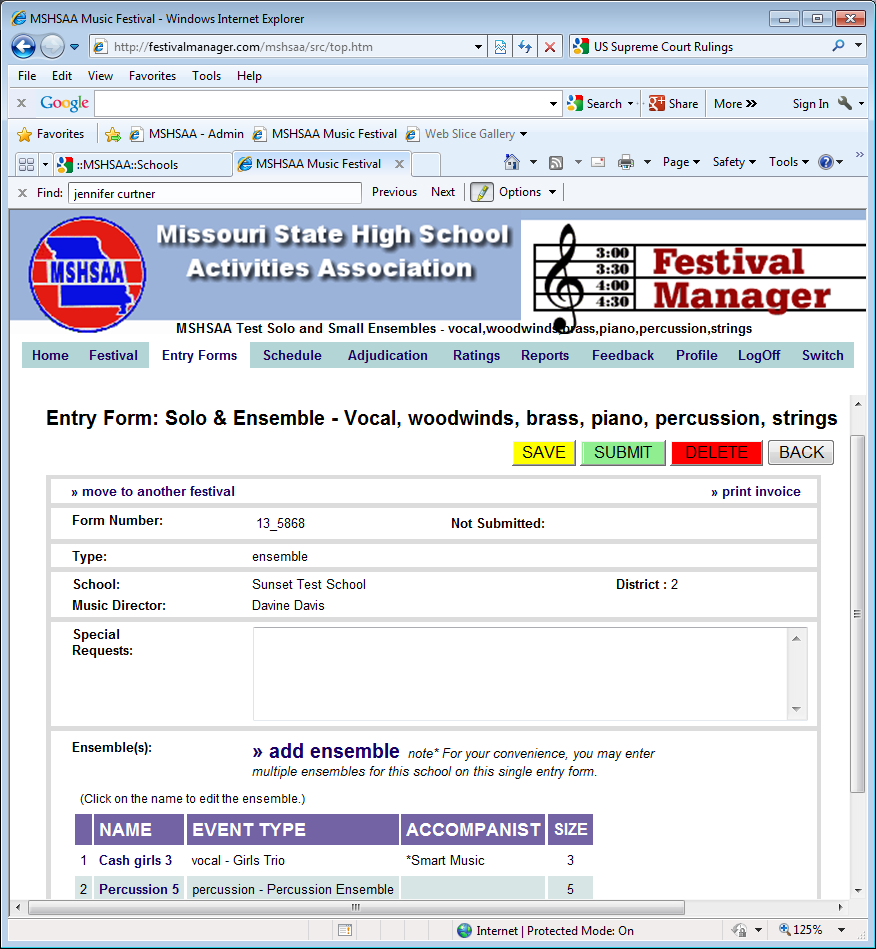 MSHSAA Music Festival - Windows Internet Explorer
http://festivalmanager.com/mshsaa/src/top.htm
US Supreme Court Rulings
File Edit View Favorites Tools Help
x Google Search Share More » Sign In
Favorites MSHSAA - Admin MSHSAA Music Festival Web Slice Gallery
::MSHSAA::Schools MSHSAA Music Festival x Page Safety Tools »
x Find: jennifer curtner Previous Next Options
MSHSAA
Missouri State High School
Activities Association
3:00
3:30
4:00
4:30
Festival
Manager
MSHSAA Test Solo and Small Ensembles - vocal,woodwinds,brass,piano,percussion,strings
Home Festival Entry Forms Schedule Adjudication Ratings Reports Feedback Profile LogOff Switch
Entry Form: Solo & Ensemble - Vocal, woodwinds, brass, piano, percussion, strings
SAVE SUBMIT DELETE BACK
» move to another festival » print invoice
Form Number: 13_5868 Not Submitted:
Type: ensemble
School: Sunset Test School District : 2
Music Director: Davine Davis
Special
Requests:
Ensemble(s): » add ensemble note* For your convenience, you may enter
multiple ensembles for this school on this single entry form.
(Click on the name to edit the ensemble.)
NAME EVENT TYPE ACCOMPANIST SIZE
1 Cash girls 3 vocal - Girls Trio *Smart Music 3
2 Percussion 5 percussion - Percussion Ensemble 5
Internet | Protected Mode: On 125%